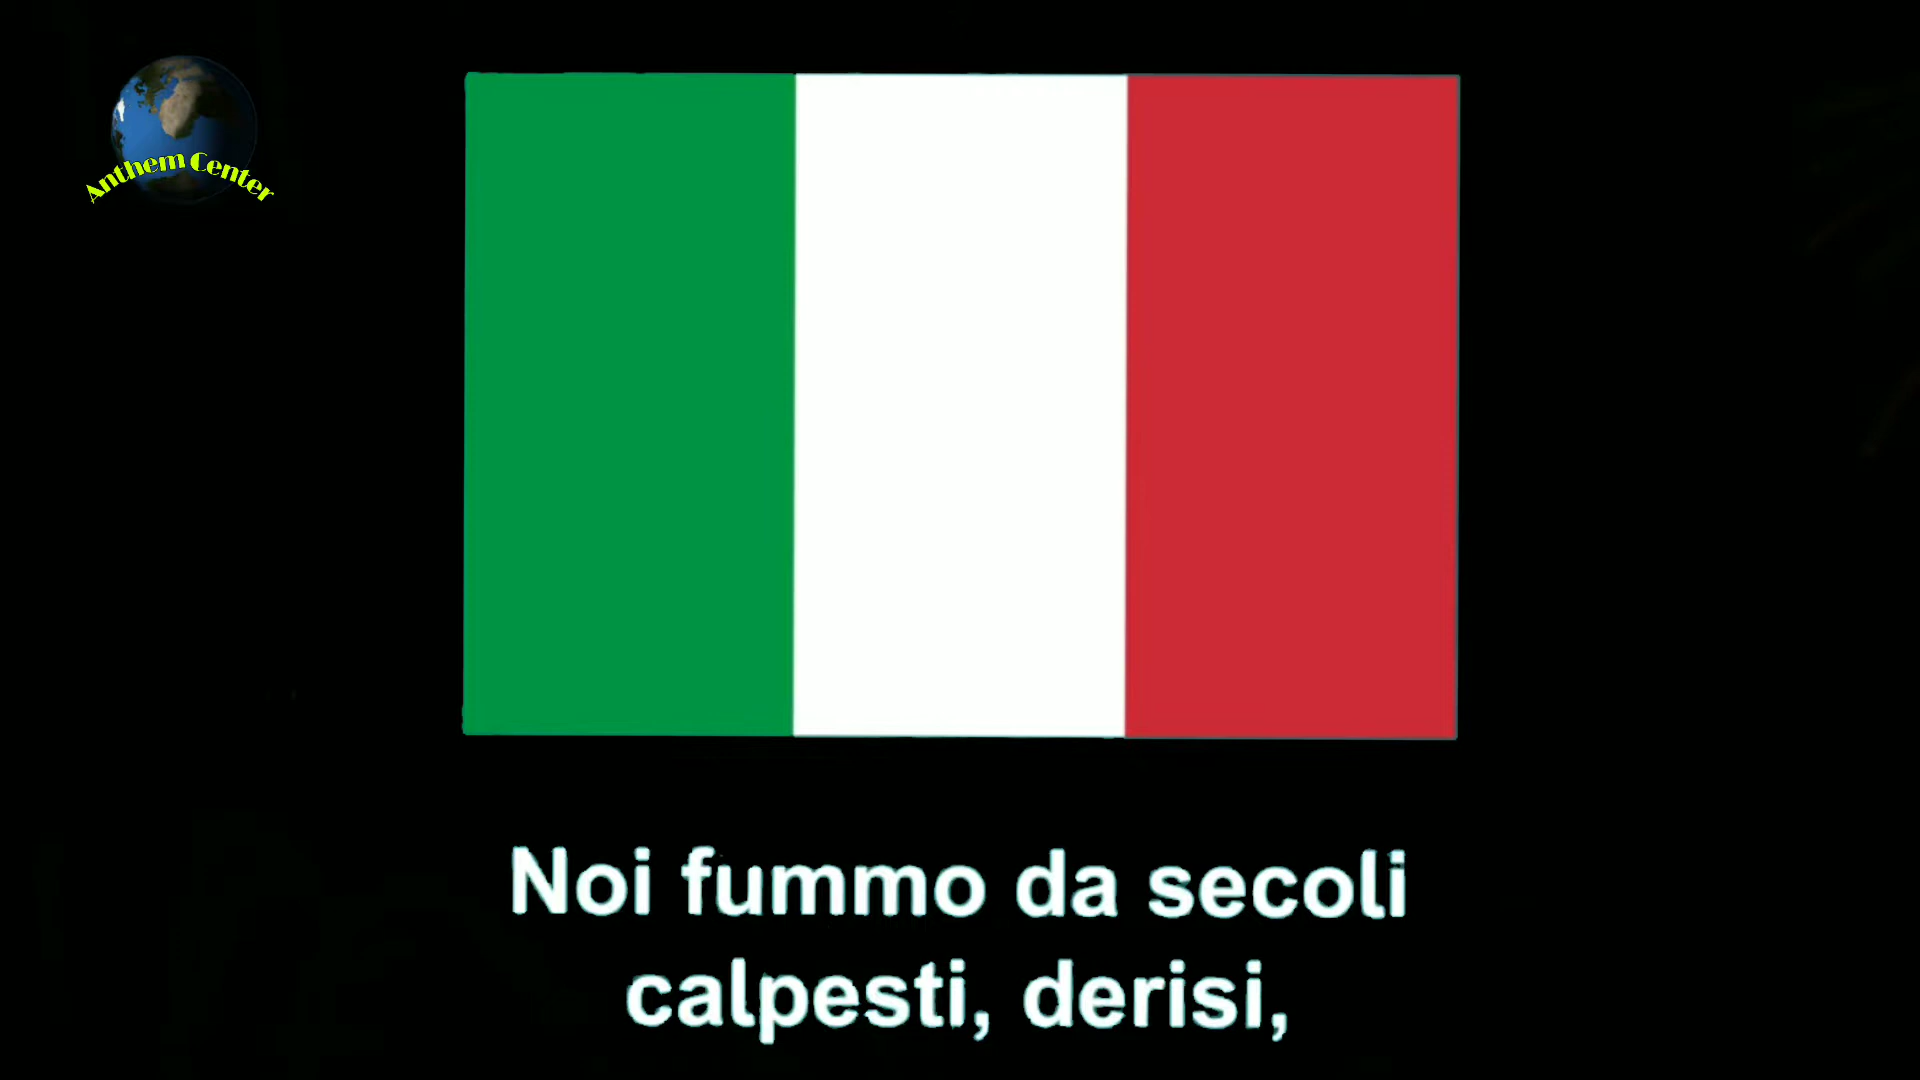 Anthem Center
Noi fummo da secoli
calpesti, derisi,